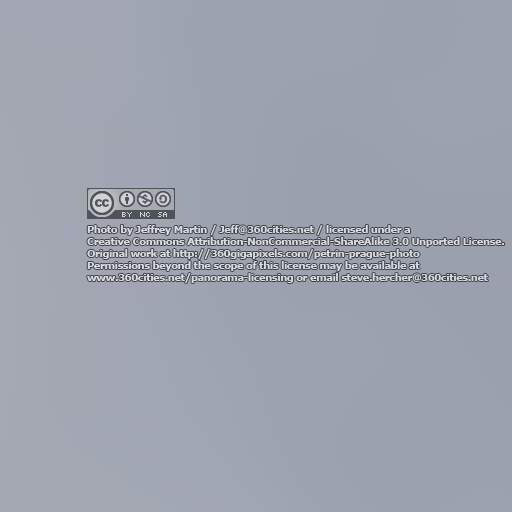 cc
BY NC SA
Photo by Jeffrey Martin / Jeff@360cities.net / licensed under a
Creative Commons Attribution-NonCommercial-ShareAlike 3.0 Unported License.
Original work at http://360gigapixels.com/petrin-prague-photo
Permissions beyond the scope of this license may be available at
www.360cities.net/panorama-licensing or email steve.hercher@360cities.net